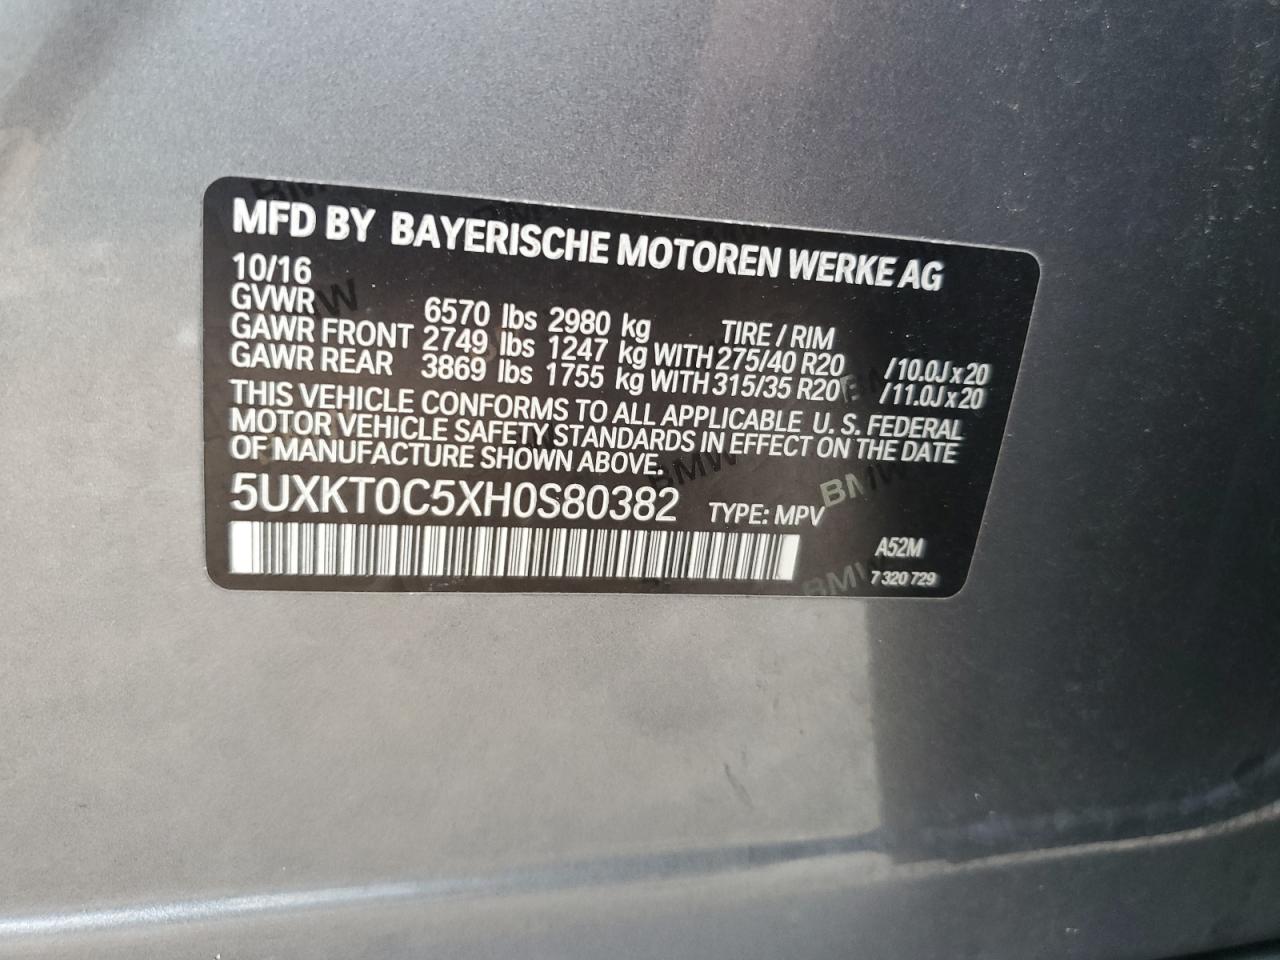 MFD BY BAYERISCHE MOTOREN WERKE AG
10/16
GVWR 6570 lbs 2980 kg TIRE / RIM
GAWR FRONT 2749 lbs 1247 kg WITH 275/40 R20 /10.0J x 20
GAWR REAR 3869 lbs 1755 kg WITH 315/35 R20 /11.0J x 20
THIS VEHICLE CONFORMS TO ALL APPLICABLE U. S. FEDERAL
MOTOR VEHICLE SAFETY STANDARDS IN EFFECT ON THE DATE
OF MANUFACTURE SHOWN ABOVE.
5UXKT0C5XH0S80382 TYPE: MPV
A52M
7 320 729
BMW
BMW
BMW